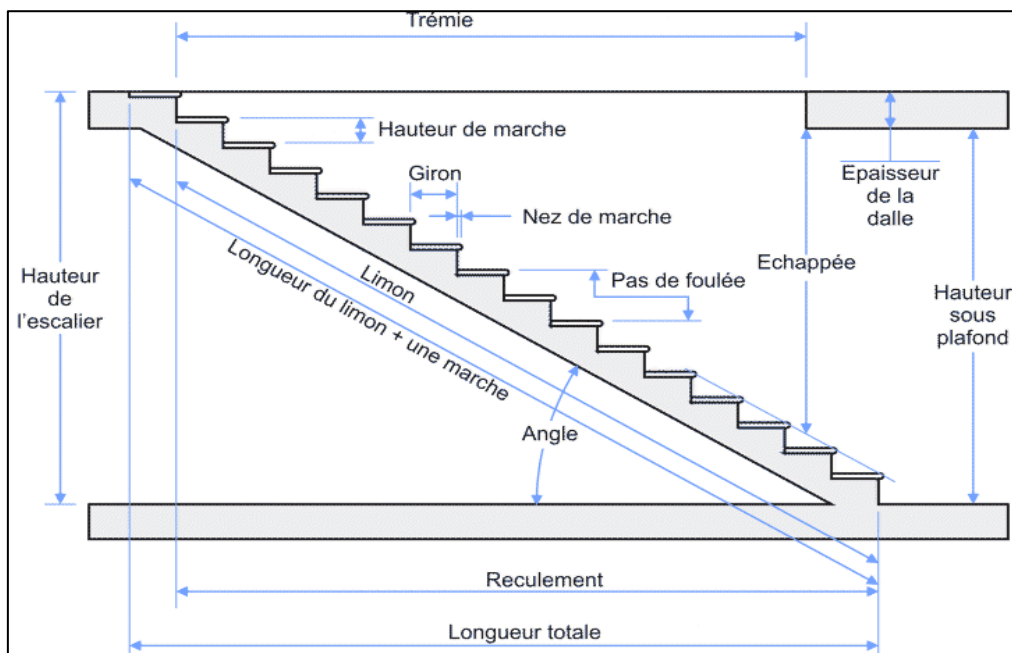 Trémie
Hauteur de marche
Giron
Nez de marche
Epaisseur
de la
dalle
Hauteur
de
l'escalier
Limon
Longueur du limon + une marche
Pas de foulée
Echappée
Hauteur
sous
plafond
Angle
Reculement
Longueur totale